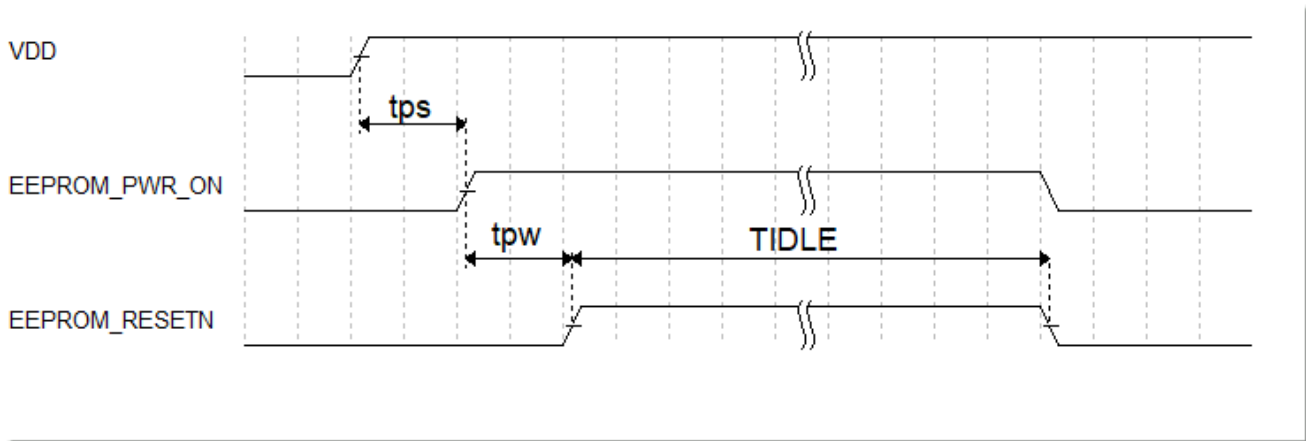 VDD
tps
EEPROM_PWR_ON
tpw
TIDLE
EEPROM_RESETN